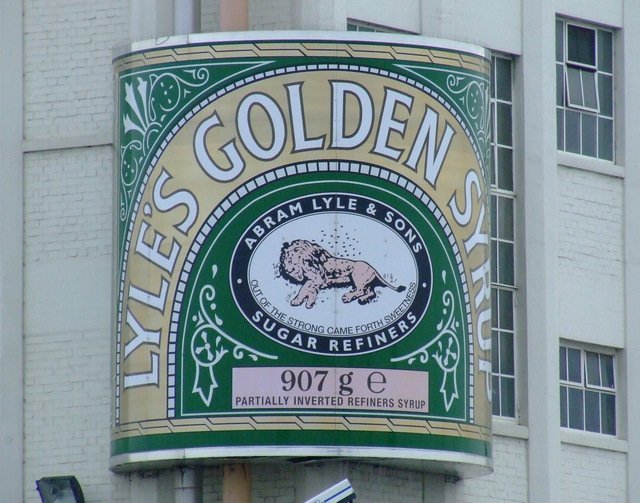 LYLE'S GOLDEN SYRUP
ABRAM LYLE & SONS
OUT OF THE STRONG CAME FORTH SWEETNESS
SUGAR REFINERS
907 g ℮
PARTIALLY INVERTED REFINERS SYRUP